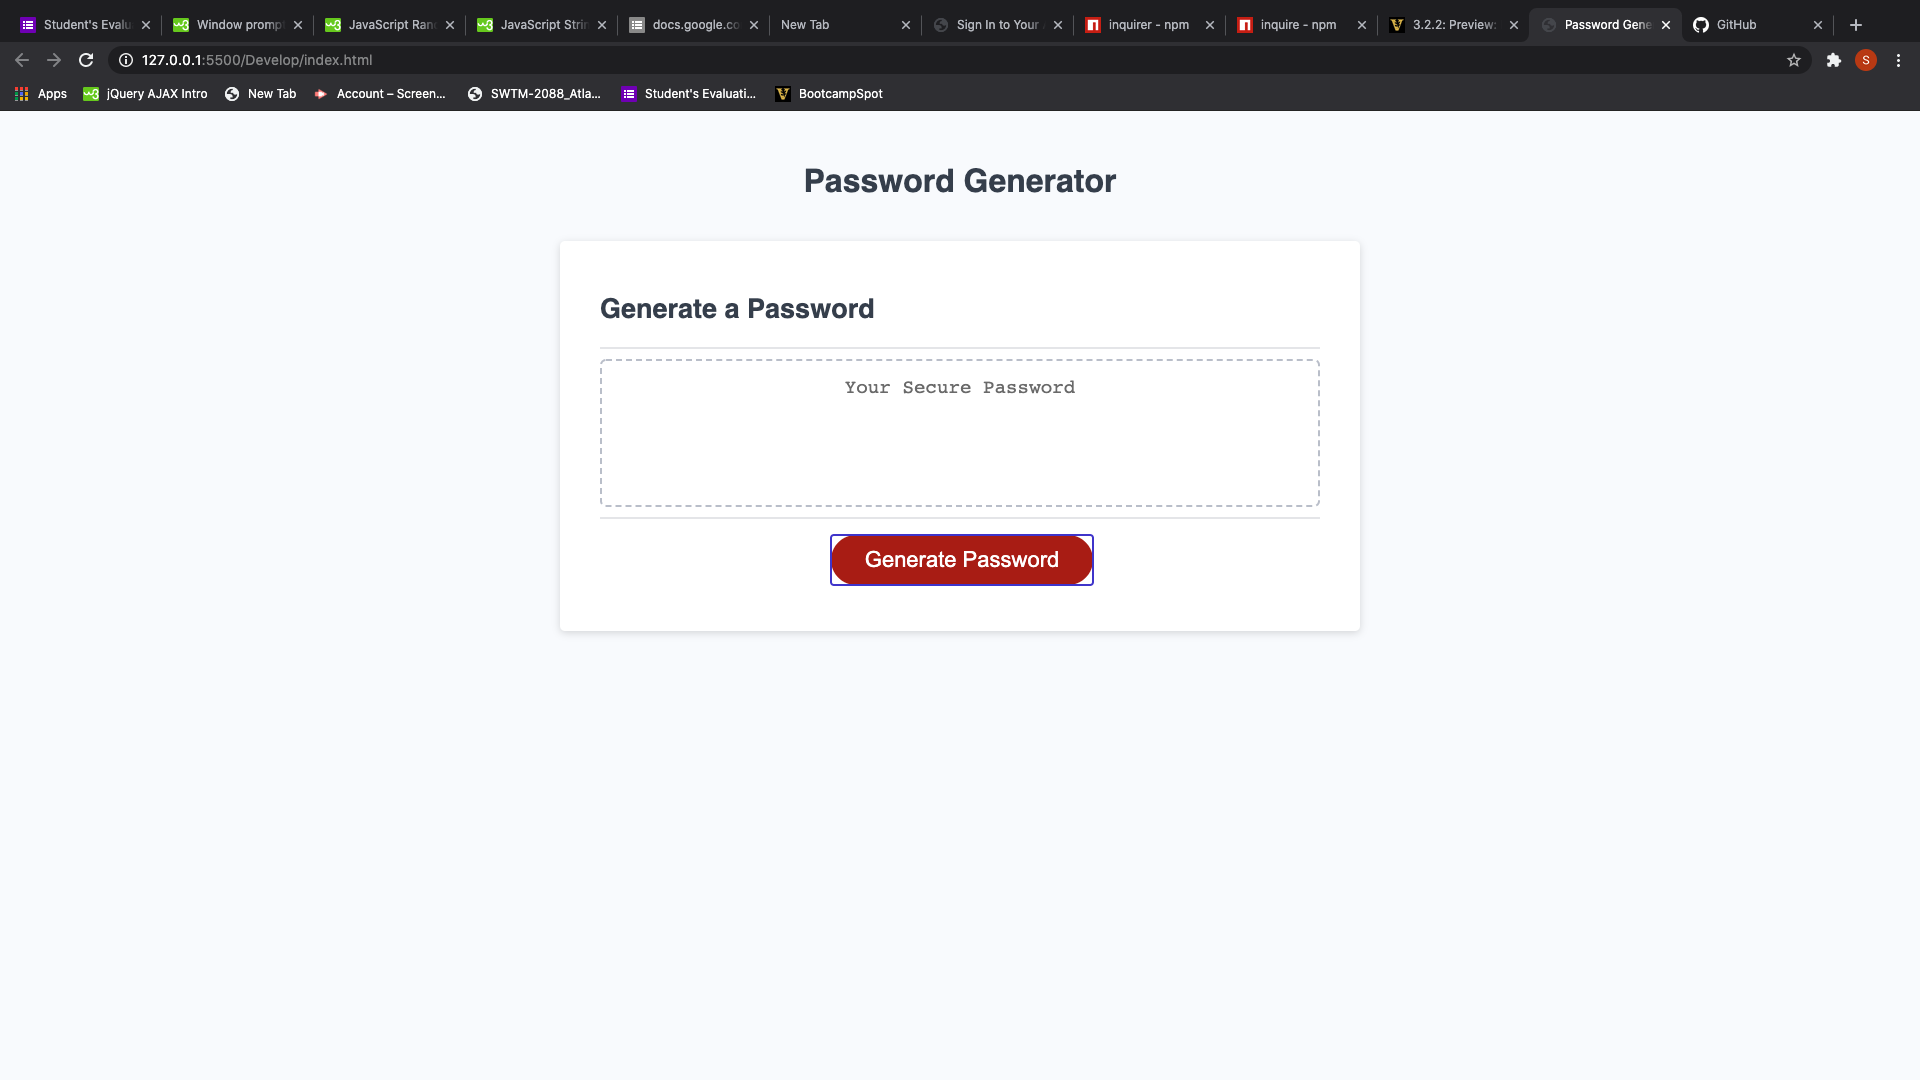 Student's Evalu
Window promp
JavaScript Ran
JavaScript Strin
docs.google.co
New Tab
Sign In to Your
inquirer - npm
inquire - npm
3.2.2: Preview:
Password Gene
GitHub
127.0.0.1:5500/Develop/index.html
S
Apps
jQuery AJAX Intro
New Tab
Account – Screen...
SWTM-2088_Atla...
Student's Evaluati...
BootcampSpot
Password Generator
Generate a Password
Your Secure Password
Generate Password